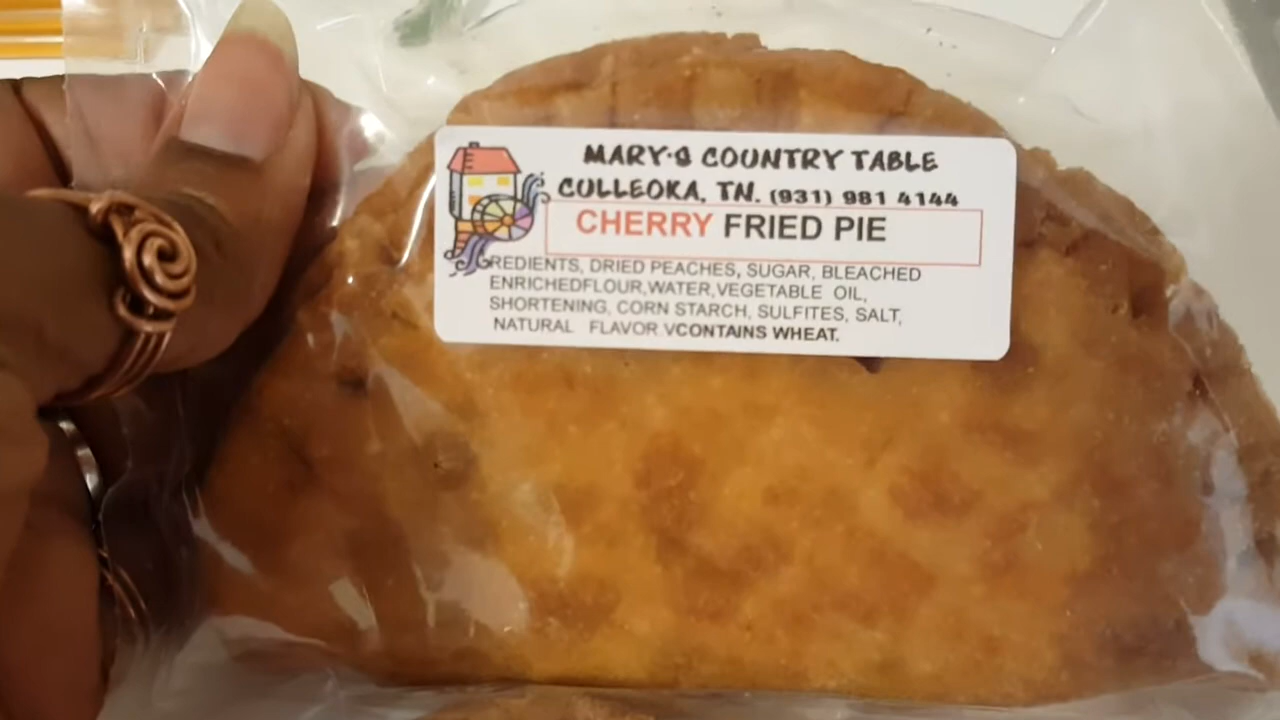 MARY'S COUNTRY TABLE
CULLEOKA, TN. (931) 981 4144
CHERRY FRIED PIE
GREDIENTS, DRIED PEACHES, SUGAR, BLEACHED
ENRICHEDFLOUR,WATER,VEGETABLE OIL,
SHORTENING, CORN STARCH, SULFITES, SALT,
NATURAL FLAVOR.VCONTAINS WHEAT.